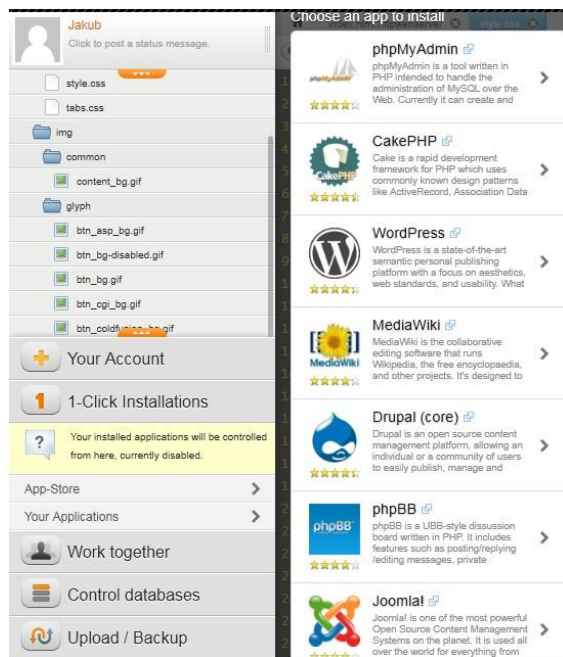 Jakub
Click to post a status message.
style.css
tabs.css
img
common
content_bg.gif
glyph
btn_asp_bg.gif
btn_bg-disabled.gif
btn_bg.gif
btn_cgi_bg.gif
Your Account
1-Click Installations
Your installed applications will be controlled
from here, currently disabled.
App-Store
Your Applications
Work together
Control databases
Upload / Backup
Choose an app to install
style.css
phpMyAdmin
phpMyAdmin is a tool written in
PHP intended to handle the
administration of MySQL over the
Web. Currently it can create and
CakePHP
CakePHP
Cake is a rapid development
framework for PHP which uses
commonly known design patterns
like ActiveRecord, Association Data
WordPress
WordPress is a state-of-the-art
semantic personal publishing
platform with a focus on aesthetics,
web standards, and usability. What
MediaWiki
MediaWiki
MediaWiki is the collaborative
editing software that runs
Wikipedia, the free encyclopaedia,
and other projects. It's designed to
Drupal (core)
Drupal is an open source content
management platform, allowing an
individual or a community of users
to easily publish, manage and
phpBB
phpBB
phpBB is a UBB-style dissussion
board written in PHP. It includes
features such as posting/replying
/editing messages, private
Joomla!
Joomla! is one of the most powerful
Open Source Content Management
Systems on the planet. It is used all
over the world for everything from